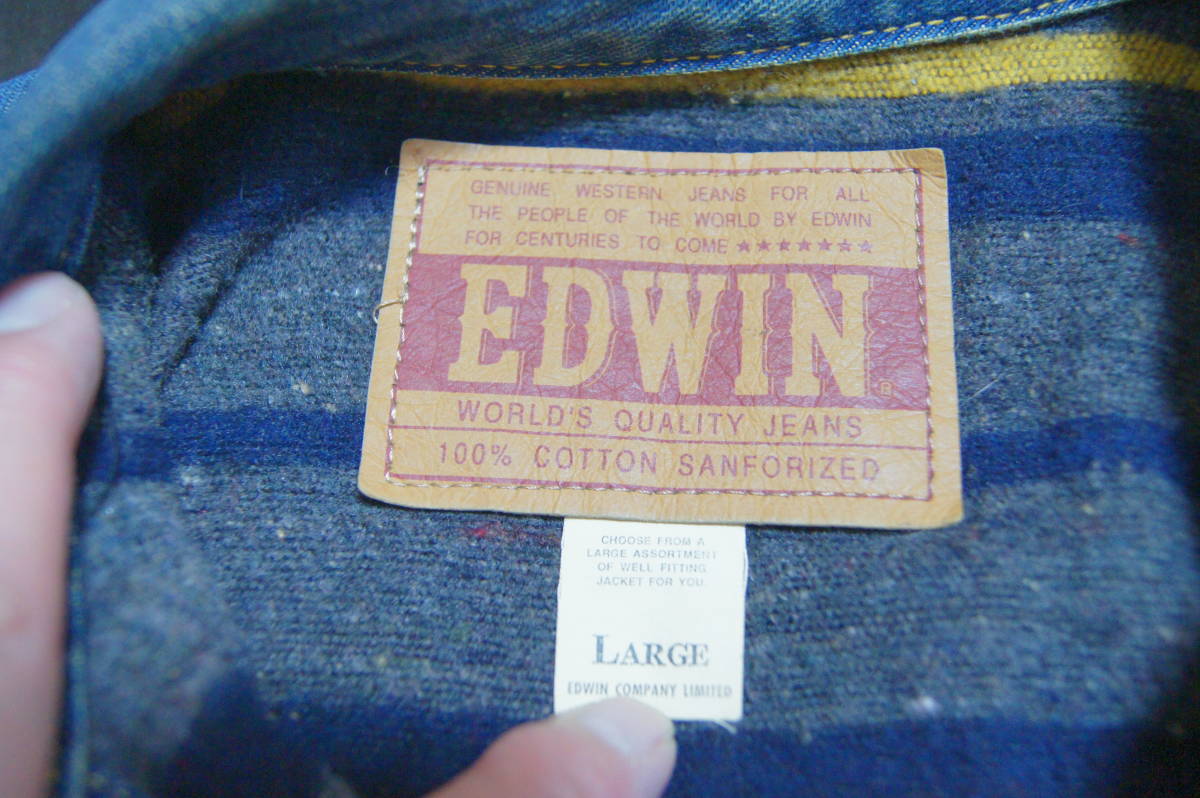 GENUINE WESTERN JEANS FOR ALL
THE PEOPLE OF THE WORLD BY EDWIN
FOR CENTURIES TO COME ★★★★★★★
EDWIN®
WORLD'S QUALITY JEANS
100% COTTON SANFORIZED
CHOOSE FROM A
LARGE ASSORTMENT
OF WELL FITTING
JACKET FOR YOU.
LARGE
EDWIN COMPANY LIMITED